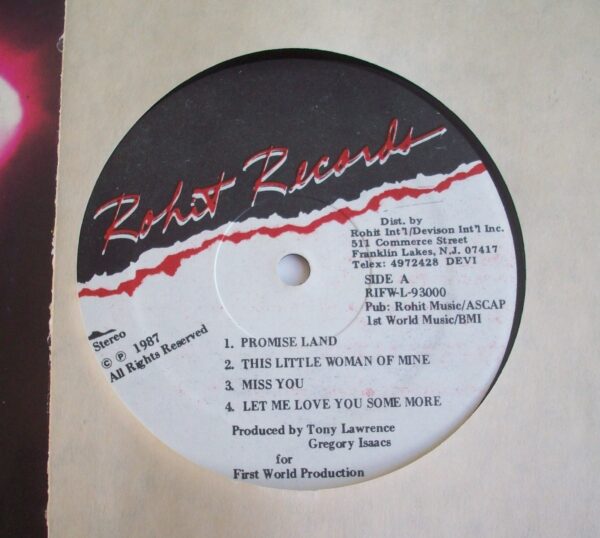 Rohit Records
Dist. by
Rohit Int'l/Devison Int'l Inc.
511 Commerce Street
Franklin Lakes, N.J. 07417
Telex: 4972428 DEVI
SIDE A
RIFW-L-93000
Pub: Rohit Music/ASCAP
1st World Music/BMI
Stereo
© ℗ 1987
All Rights Reserved
1. PROMISE LAND
2. THIS LITTLE WOMAN OF MINE
3. MISS YOU
4. LET ME LOVE YOU SOME MORE
Produced by Tony Lawrence
Gregory Isaacs
for
First World Production